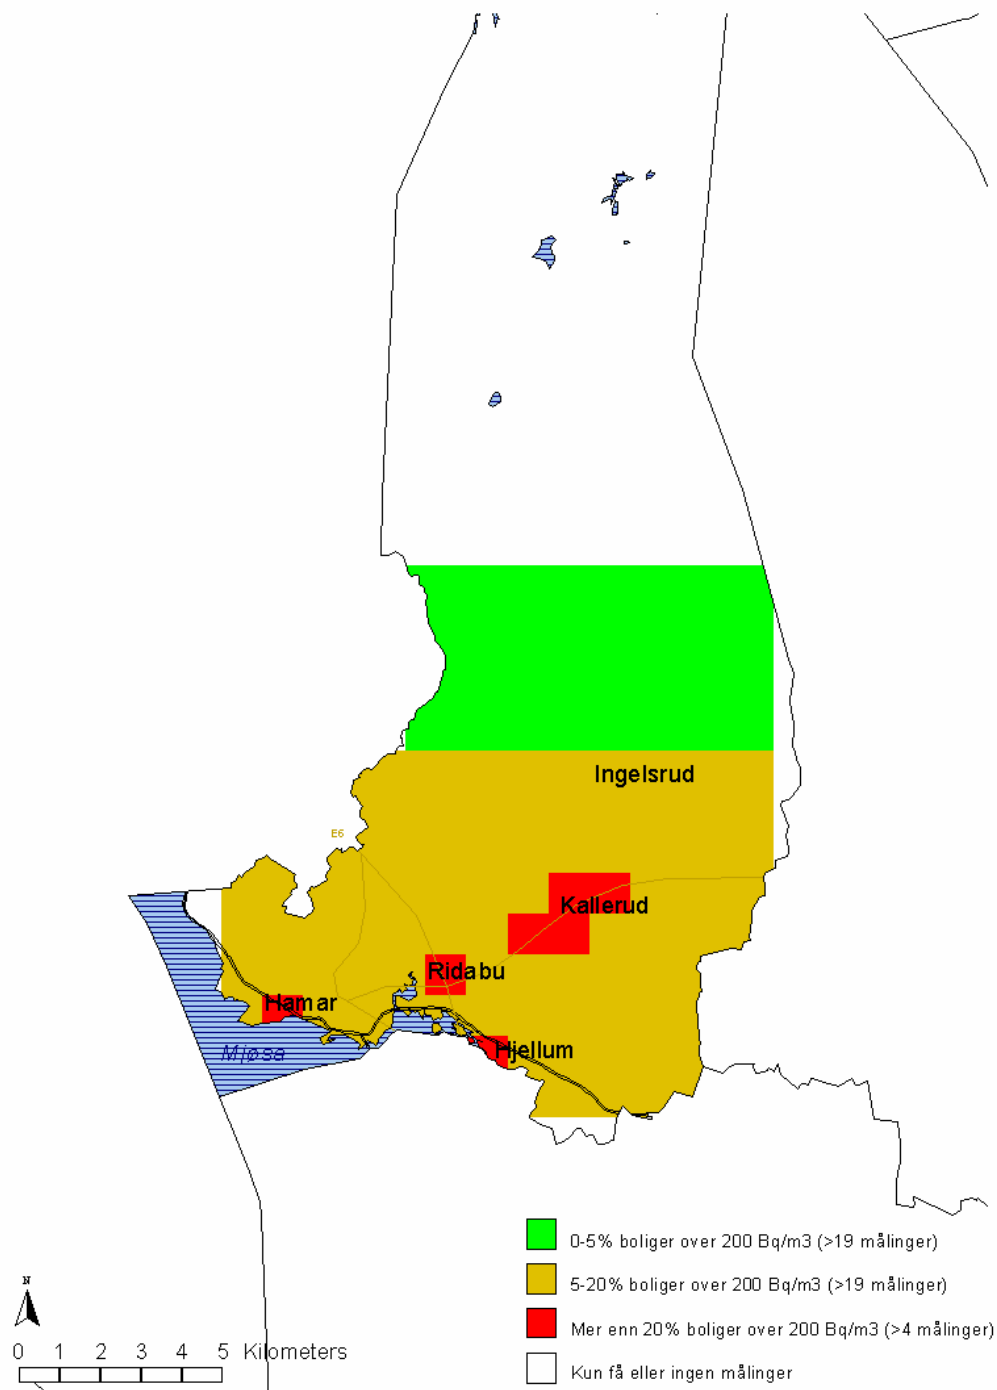 Ingelsrud
E6
Kallerud
Ridabu
Hamar
Hjellum
Mjøsa
0-5% boliger over 200 Bq/m3 (>19 målinger)
5-20% boliger over 200 Bq/m3 (>19 målinger)
Mer enn 20% boliger over 200 Bq/m3 (>4 målinger)
Kun få eller ingen målinger
N
0 1 2 3 4 5 Kilometers